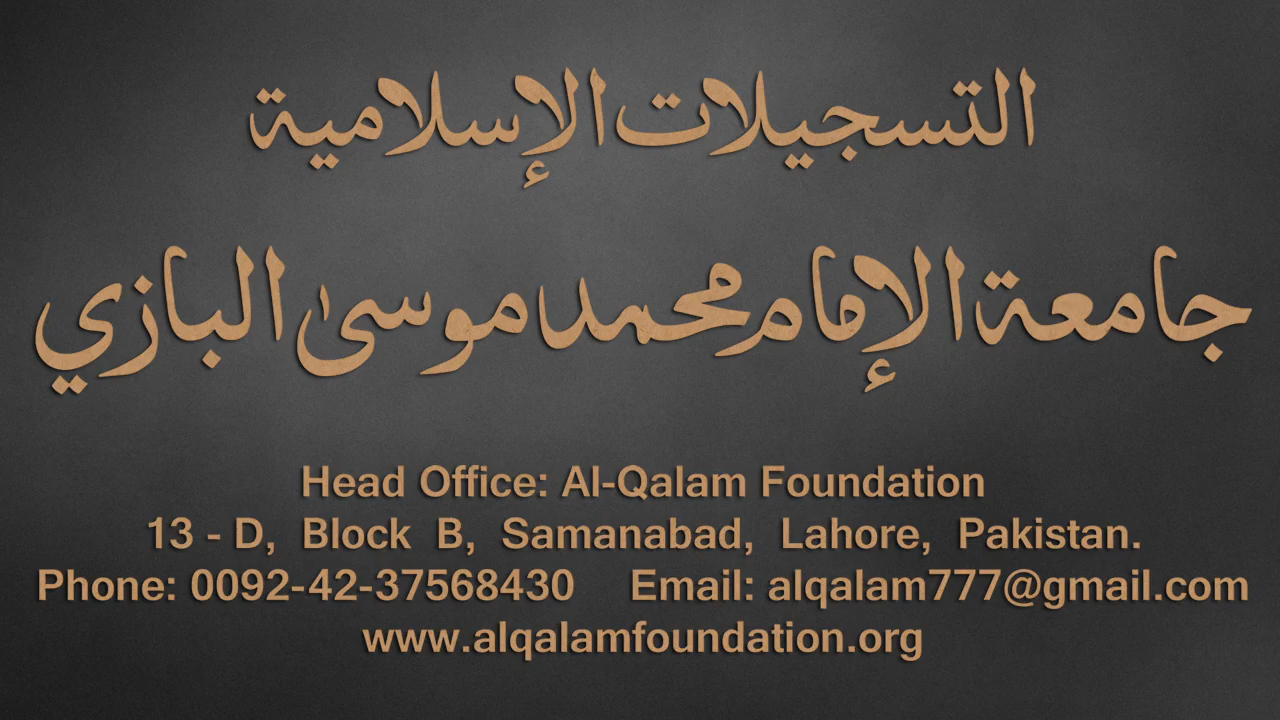 التسجيلات الإسلامية
جامعة الإمام محمد موسىٰ البازي
Head Office: Al-Qalam Foundation
13 - D, Block B, Samanabad, Lahore, Pakistan.
Phone: 0092-42-37568430 Email: alqalam777@gmail.com
www.alqalamfoundation.org